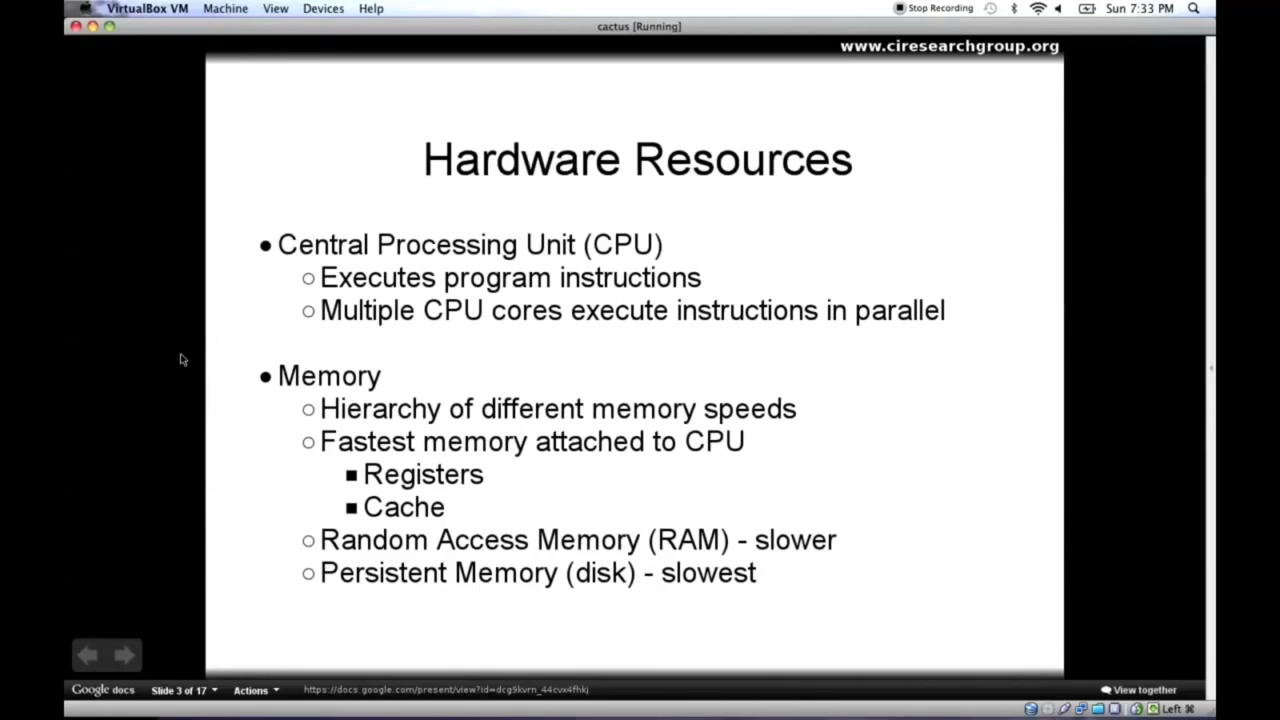 VirtualBox VM Machine View Devices Help Stop Recording Sun 7:33 PM
cactus [Running]
www.ciresearchgroup.org
Hardware Resources
● Central Processing Unit (CPU)
○ Executes program instructions
○ Multiple CPU cores execute instructions in parallel
● Memory
○ Hierarchy of different memory speeds
○ Fastest memory attached to CPU
■ Registers
■ Cache
○ Random Access Memory (RAM) - slower
○ Persistent Memory (disk) - slowest
Google docs Slide 3 of 17 Actions https://docs.google.com/present/view?id=dcg9kvrn_44cvx4fhkj View together
Left ⌘